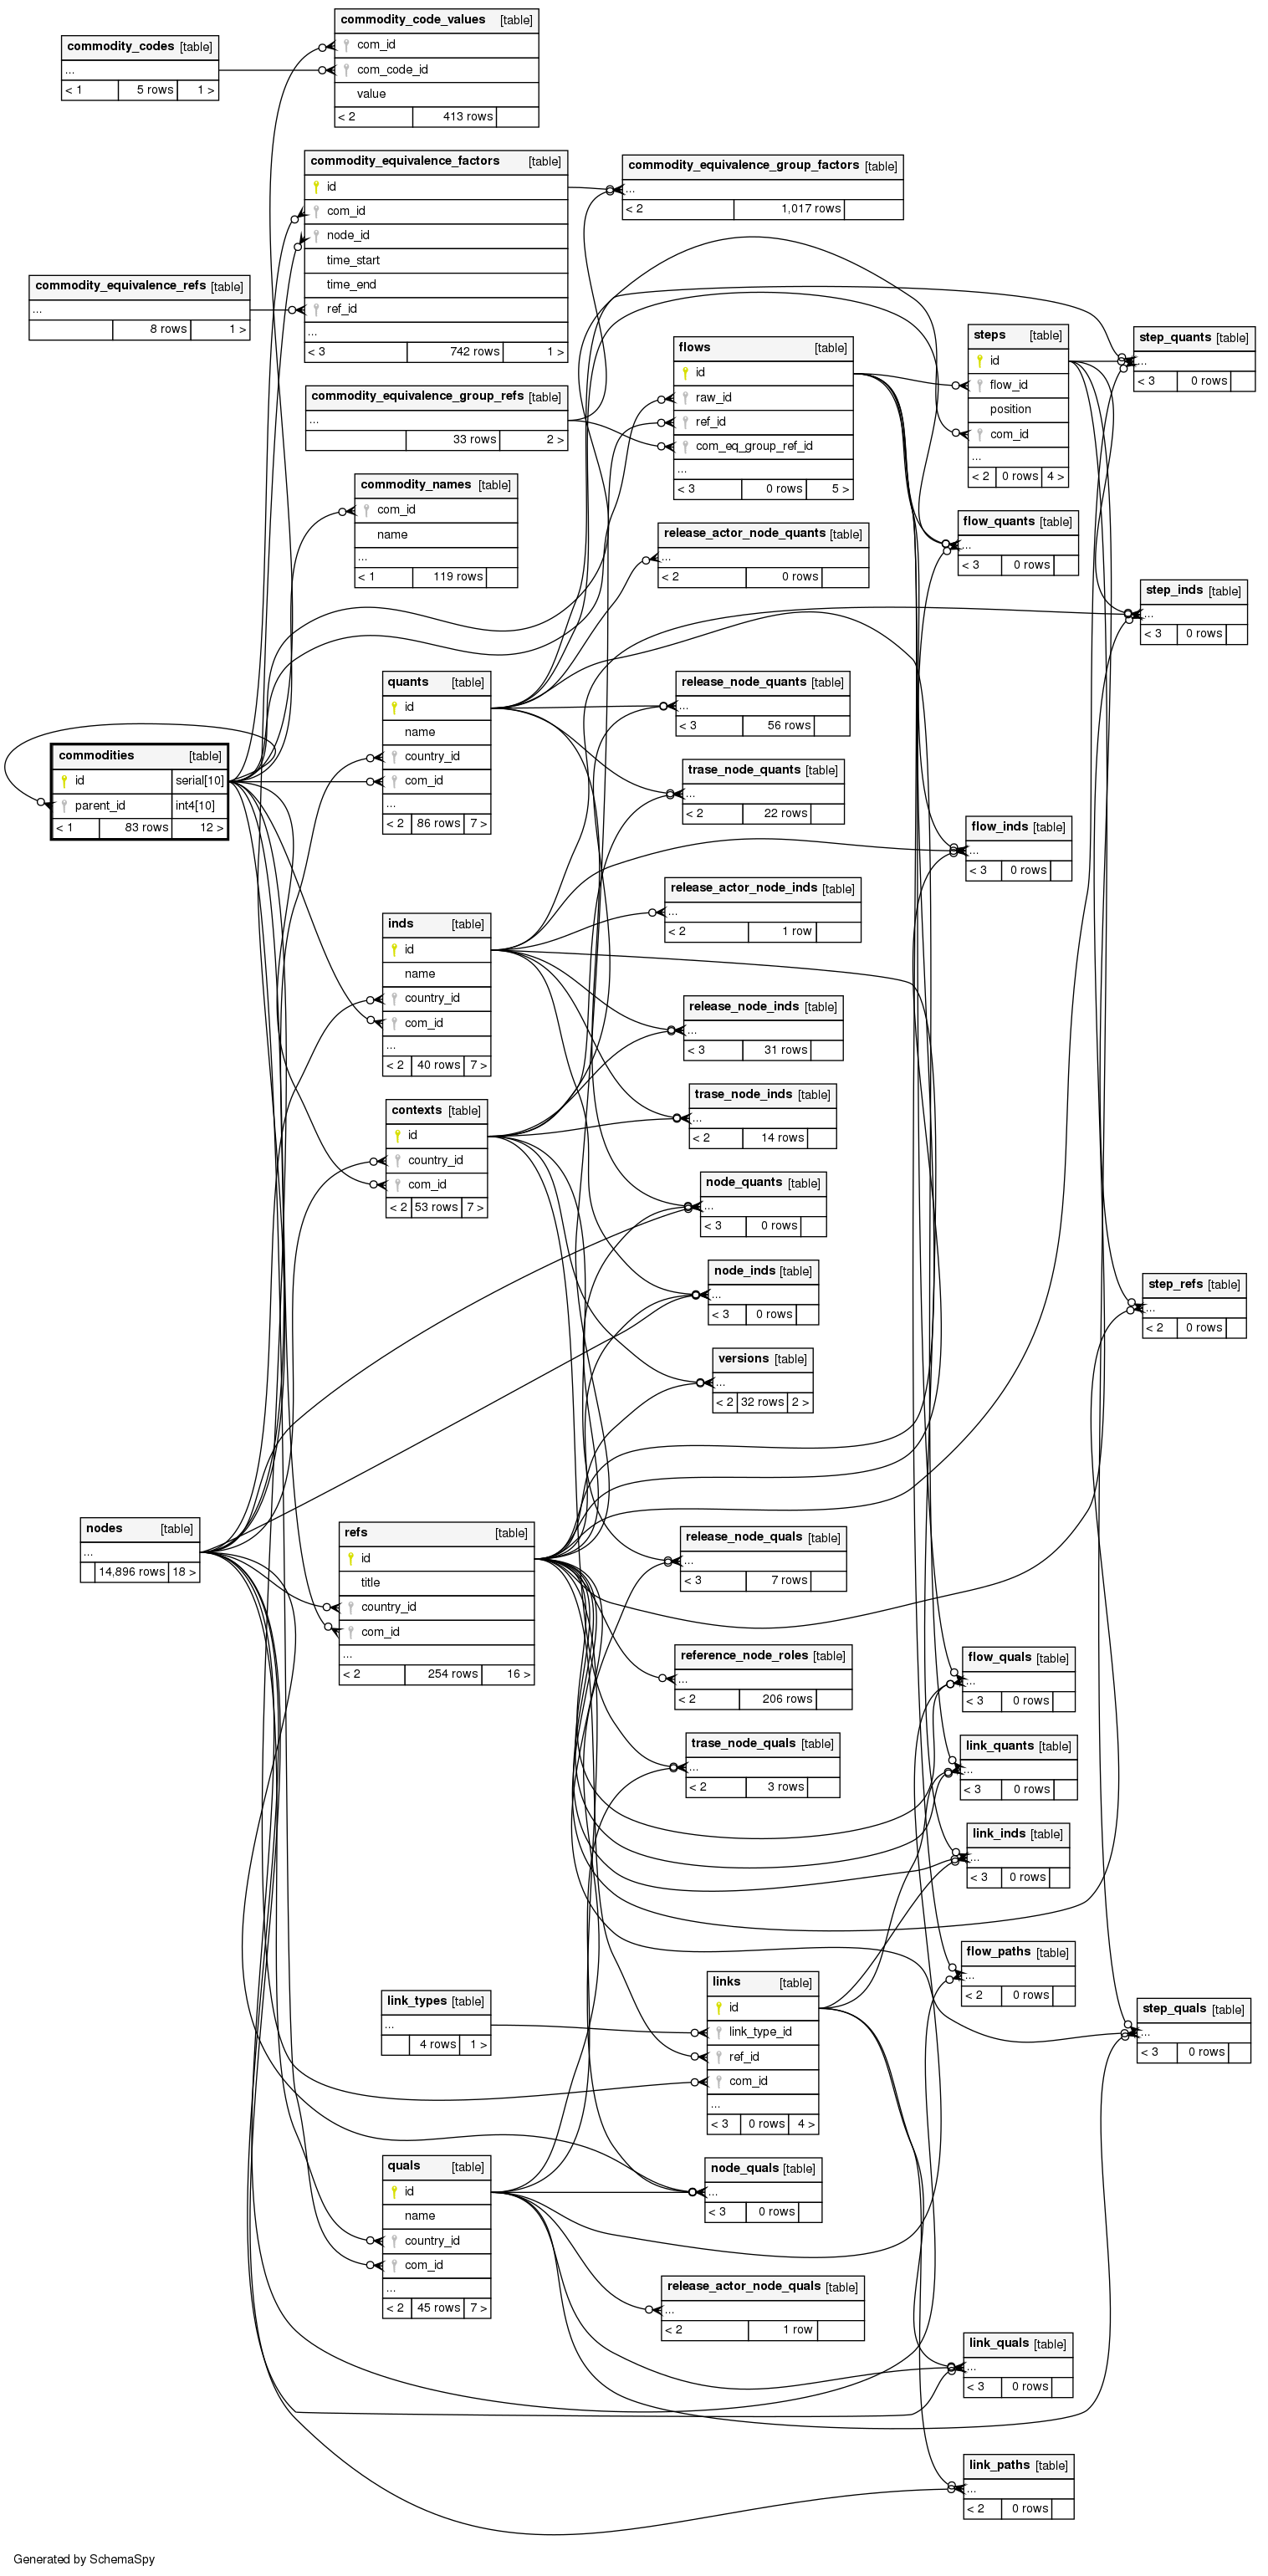 commodity_codes [table]
...
< 1 5 rows 1 >
commodity_code_values [table]
com_id
com_code_id
value
< 2 413 rows
commodity_equivalence_factors [table]
id
com_id
node_id
time_start
time_end
ref_id
...
< 3 742 rows 1 >
commodity_equivalence_group_factors [table]
...
< 2 1,017 rows
commodity_equivalence_refs [table]
...
8 rows 1 >
commodity_equivalence_group_refs [table]
...
33 rows 2 >
flows [table]
id
raw_id
ref_id
com_eq_group_ref_id
...
< 3 0 rows 5 >
steps [table]
id
flow_id
position
com_id
...
< 2 0 rows 4 >
step_quants [table]
...
< 3 0 rows
commodity_names [table]
com_id
name
...
< 1 119 rows
release_actor_node_quants [table]
...
< 2 0 rows
flow_quants [table]
...
< 3 0 rows
step_inds [table]
...
< 3 0 rows
quants [table]
id
name
country_id
com_id
...
< 2 86 rows 7 >
release_node_quants [table]
...
< 3 56 rows
commodities [table]
id serial[10]
parent_id int4[10]
< 1 83 rows 12 >
trase_node_quants [table]
...
< 2 22 rows
flow_inds [table]
...
< 3 0 rows
release_actor_node_inds [table]
...
< 2 1 row
inds [table]
id
name
country_id
com_id
...
< 2 40 rows 7 >
release_node_inds [table]
...
< 3 31 rows
trase_node_inds [table]
...
< 2 14 rows
contexts [table]
id
country_id
com_id
< 2 53 rows 7 >
node_quants [table]
...
< 3 0 rows
node_inds [table]
...
< 3 0 rows
step_refs [table]
...
< 2 0 rows
versions [table]
...
< 2 32 rows 2 >
nodes [table]
...
14,896 rows 18 >
refs [table]
id
title
country_id
com_id
...
< 2 254 rows 16 >
release_node_quals [table]
...
< 3 7 rows
reference_node_roles [table]
...
< 2 206 rows
flow_quals [table]
...
< 3 0 rows
trase_node_quals [table]
...
< 2 3 rows
link_quants [table]
...
< 3 0 rows
link_inds [table]
...
< 3 0 rows
flow_paths [table]
...
< 2 0 rows
links [table]
id
link_type_id
ref_id
com_id
...
< 3 0 rows 4 >
link_types [table]
...
4 rows 1 >
step_quals [table]
...
< 3 0 rows
quals [table]
id
name
country_id
com_id
...
< 2 45 rows 7 >
node_quals [table]
...
< 3 0 rows
release_actor_node_quals [table]
...
< 2 1 row
link_quals [table]
...
< 3 0 rows
link_paths [table]
...
< 2 0 rows
Generated by SchemaSpy